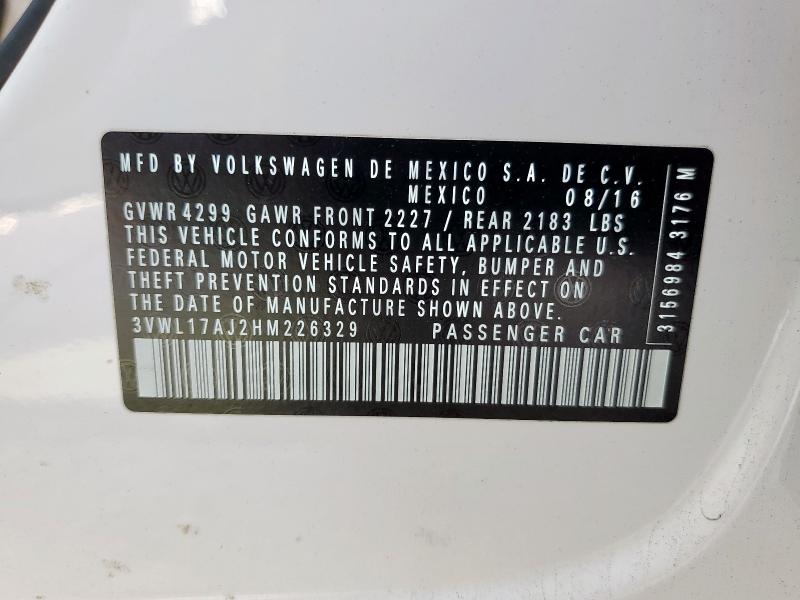 MFD BY VOLKSWAGEN DE MEXICO S.A. DE C.V.
MEXICO 08/16
GVWR 4299 GAWR FRONT 2227 / REAR 2183 LBS
THIS VEHICLE CONFORMS TO ALL APPLICABLE U.S.
FEDERAL MOTOR VEHICLE SAFETY, BUMPER AND
THEFT PREVENTION STANDARDS IN EFFECT ON
THE DATE OF MANUFACTURE SHOWN ABOVE.
3VWL17AJ2HM226329 PASSENGER CAR
3156984 3176 M